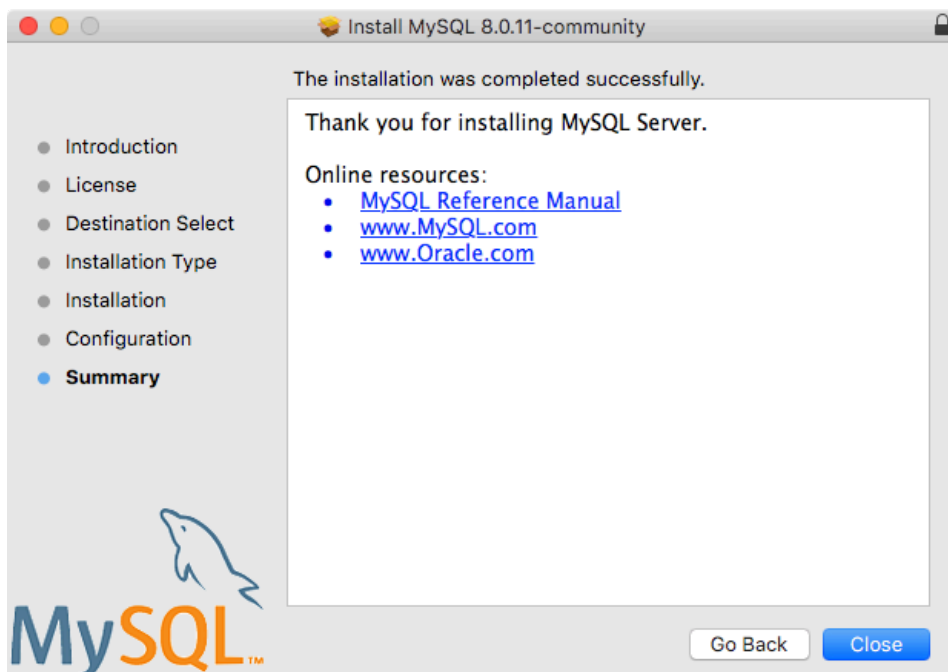 Install MySQL 8.0.11-community
The installation was completed successfully.
Introduction
License
Destination Select
Installation Type
Installation
Configuration
Summary
Thank you for installing MySQL Server.
Online resources:
• MySQL Reference Manual
• www.MySQL.com
• www.Oracle.com
MySQL™
Go Back
Close